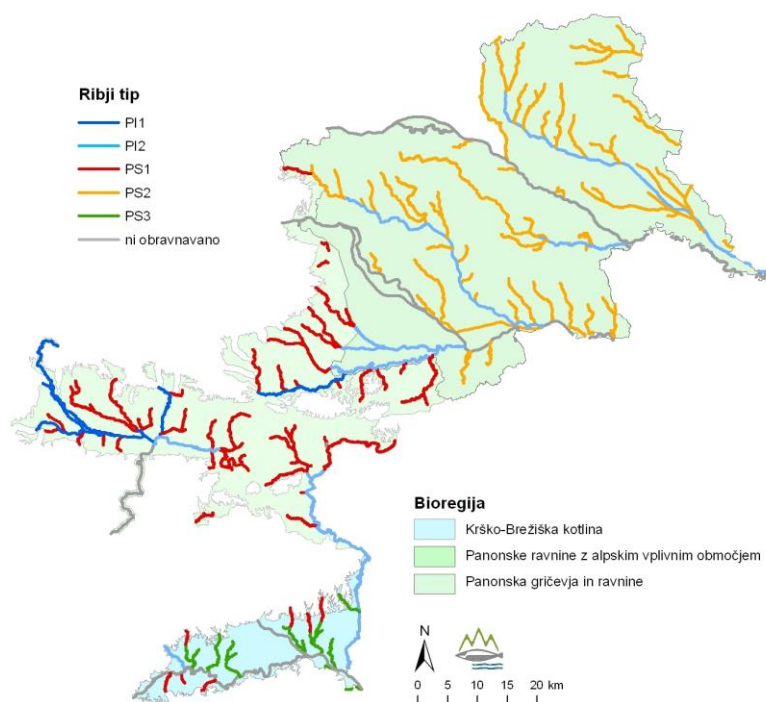 Ribji tip
PI1
PI2
PS1
PS2
PS3
ni obravnavano
Bioregija
Krško-Brežiška kotlina
Panonske ravnine z alpskim vplivnim območjem
Panonska gričevja in ravnine
N
0 5 10 15 20 km